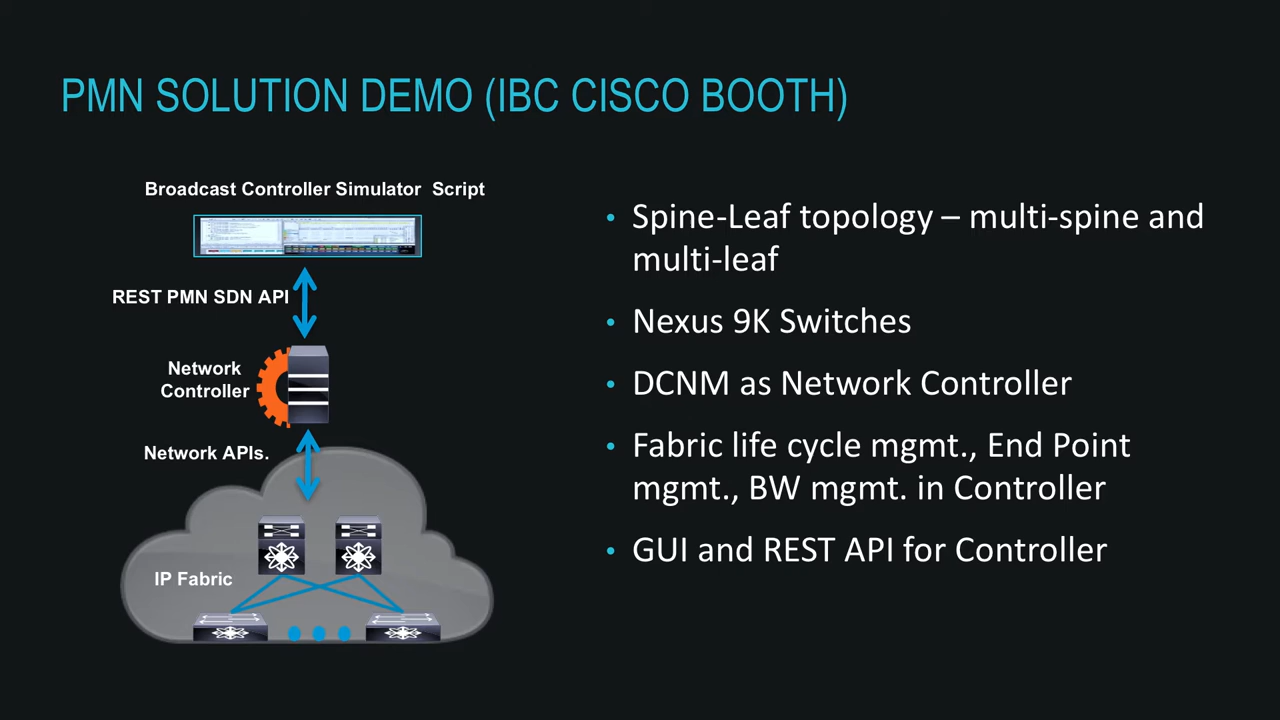 PMN SOLUTION DEMO (IBC CISCO BOOTH)
Broadcast Controller Simulator Script
REST PMN SDN API
Network
Controller
Network APIs.
IP Fabric
• Spine-Leaf topology – multi-spine and
multi-leaf
• Nexus 9K Switches
• DCNM as Network Controller
• Fabric life cycle mgmt., End Point
mgmt., BW mgmt. in Controller
• GUI and REST API for Controller